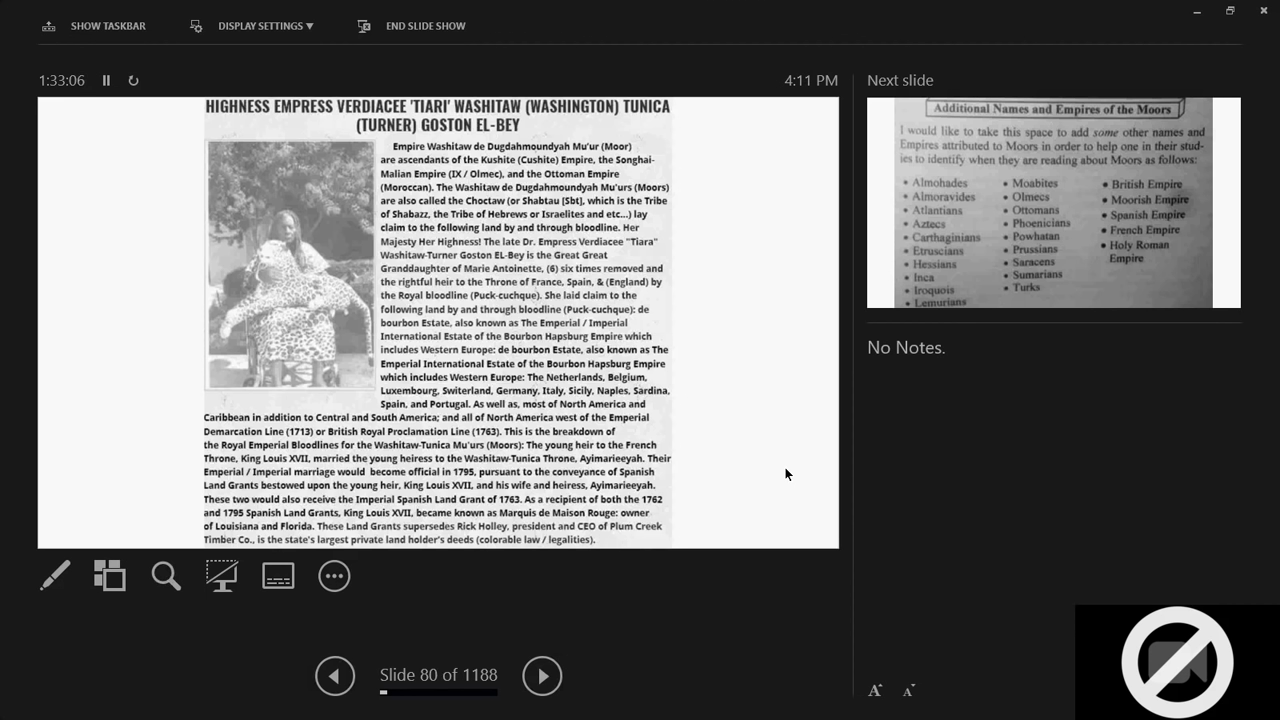 SHOW TASKBAR
DISPLAY SETTINGS ▼
END SLIDE SHOW
1:33:06
4:11 PM
HIGHNESS EMPRESS VERDIACEE 'TIARI' WASHITAW (WASHINGTON) TUNICA
(TURNER) GOSTON EL-BEY
Empire Washitaw de Dugdahmoundyah Mu'ur (Moor)
are ascendants of the Kushite (Cushite) Empire, the Songhai-
Malian Empire (IX / Olmec), and the Ottoman Empire
(Moroccan). The Washitaw de Dugdahmoundyah Mu'urs (Moors)
are also called the Choctaw (or Shabtau [Sbt], which is the Tribe
of Shabazz, the Tribe of Hebrews or Israelites and etc...) lay
claim to the following land by and through bloodline. Her
Majesty Her Highness! The late Dr. Empress Verdiacee "Tiara"
Washitaw-Turner Goston EL-Bey is the Great Great
Granddaughter of Marie Antoinette, (6) six times removed and
the rightful heir to the Throne of France, Spain, & (England) by
the Royal bloodline (Puck-cuchque). She laid claim to the
following land by and through bloodline (Puck-cuchque): de
bourbon Estate, also known as The Emperial / Imperial
International Estate of the Bourbon Hapsburg Empire which
includes Western Europe: de bourbon Estate, also known as The
Emperial International Estate of the Bourbon Hapsburg Empire
which includes Western Europe: The Netherlands, Belgium,
Luxembourg, Switerland, Germany, Italy, Sicily, Naples, Sardina,
Spain, and Portugal. As well as, most of North America and
Caribbean in addition to Central and South America; and all of North America west of the Emperial
Demarcation Line (1713) or British Royal Proclamation Line (1763). This is the breakdown of
the Royal Emperial Bloodlines for the Washitaw-Tunica Mu'urs (Moors): The young heir to the French
Throne, King Louis XVII, married the young heiress to the Washitaw-Tunica Throne, Ayimarieeyah. Their
Emperial / Imperial marriage would become official in 1795, pursuant to the conveyance of Spanish
Land Grants bestowed upon the young heir, King Louis XVII, and his wife and heiress, Ayimarieeyah.
These two would also receive the Imperial Spanish Land Grant of 1763. As a recipient of both the 1762
and 1795 Spanish Land Grants, King Louis XVII, became known as Marquis de Maison Rouge: owner
of Louisiana and Florida. These Land Grants supersedes Rick Holley, president and CEO of Plum Creek
Timber Co., is the state's largest private land holder's deeds (colorable law / legalities).
Slide 80 of 1188
Next slide
Additional Names and Empires of the Moors
I would like to take this space to add some other names and
Empires attributed to Moors in order to help one in their stud-
ies to identify when they are reading about Moors as follows:
• Almohades
• Almoravides
• Atlantians
• Aztecs
• Carthaginians
• Etruscians
• Hessians
• Inca
• Iroquois
• Lemurians
• Moabites
• Olmecs
• Ottomans
• Phoenicians
• Powhatan
• Prussians
• Saracens
• Sumarians
• Turks
• British Empire
• Moorish Empire
• Spanish Empire
• French Empire
• Holy Roman
Empire
No Notes.
A A